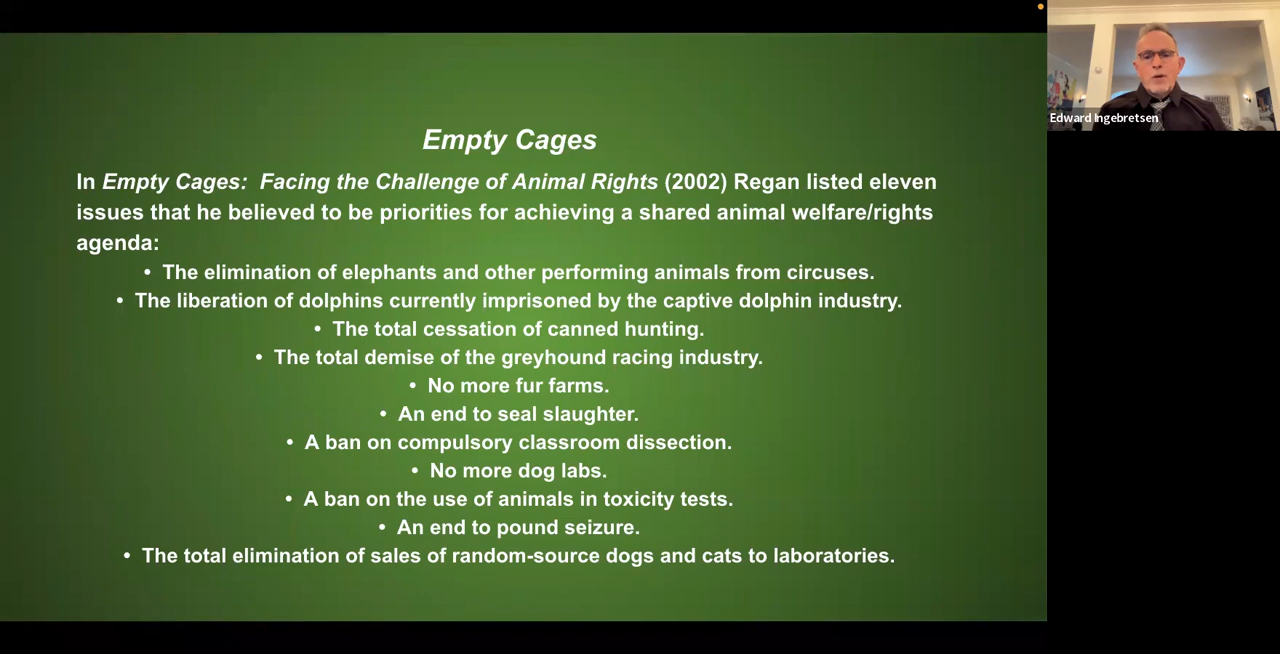 Empty Cages
In Empty Cages:  Facing the Challenge of Animal Rights (2002) Regan listed eleven
issues that he believed to be priorities for achieving a shared animal welfare/rights
agenda:
• The elimination of elephants and other performing animals from circuses.
• The liberation of dolphins currently imprisoned by the captive dolphin industry.
• The total cessation of canned hunting.
• The total demise of the greyhound racing industry.
• No more fur farms.
• An end to seal slaughter.
• A ban on compulsory classroom dissection.
• No more dog labs.
• A ban on the use of animals in toxicity tests.
• An end to pound seizure.
• The total elimination of sales of random-source dogs and cats to laboratories.
Edward Ingebretsen